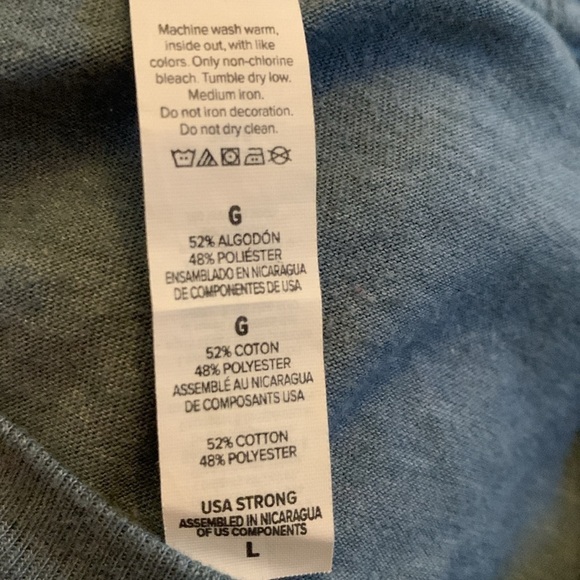 Machine wash warm,
inside out, with like
colors. Only non-chlorine
bleach. Tumble dry low.
Medium iron.
Do not iron decoration.
Do not dry clean.
G
52% ALGODÓN
48% POLIÉSTER
ENSAMBLADO EN NICARAGUA
DE COMPONENTES DE USA
G
52% COTON
48% POLYESTER
ASSEMBLÉ AU NICARAGUA
DE COMPOSANTS USA
52% COTTON
48% POLYESTER
USA STRONG
ASSEMBLED IN NICARAGUA
OF US COMPONENTS
L